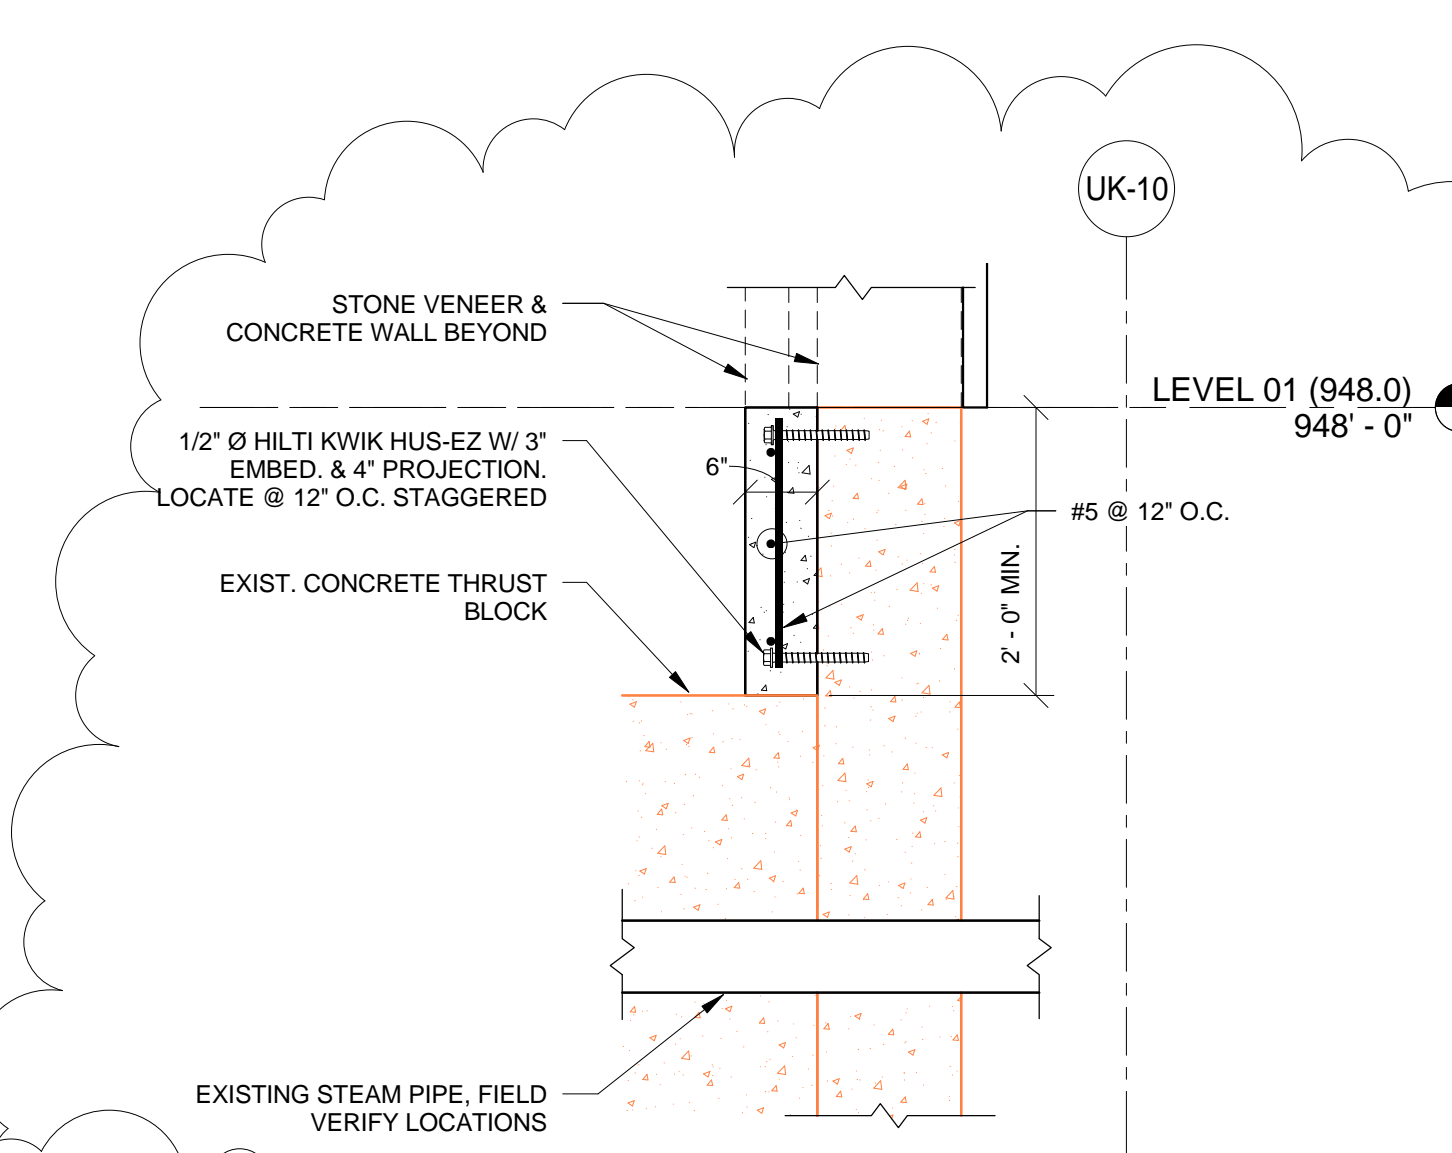 UK-10
STONE VENEER &
CONCRETE WALL BEYOND
LEVEL 01 (948.0)
948' - 0"
1/2" Ø HILTI KWIK HUS-EZ W/ 3"
EMBED. & 4" PROJECTION.
LOCATE @ 12" O.C. STAGGERED
6"
#5 @ 12" O.C.
2' - 0" MIN.
EXIST. CONCRETE THRUST
BLOCK
EXISTING STEAM PIPE, FIELD
VERIFY LOCATIONS